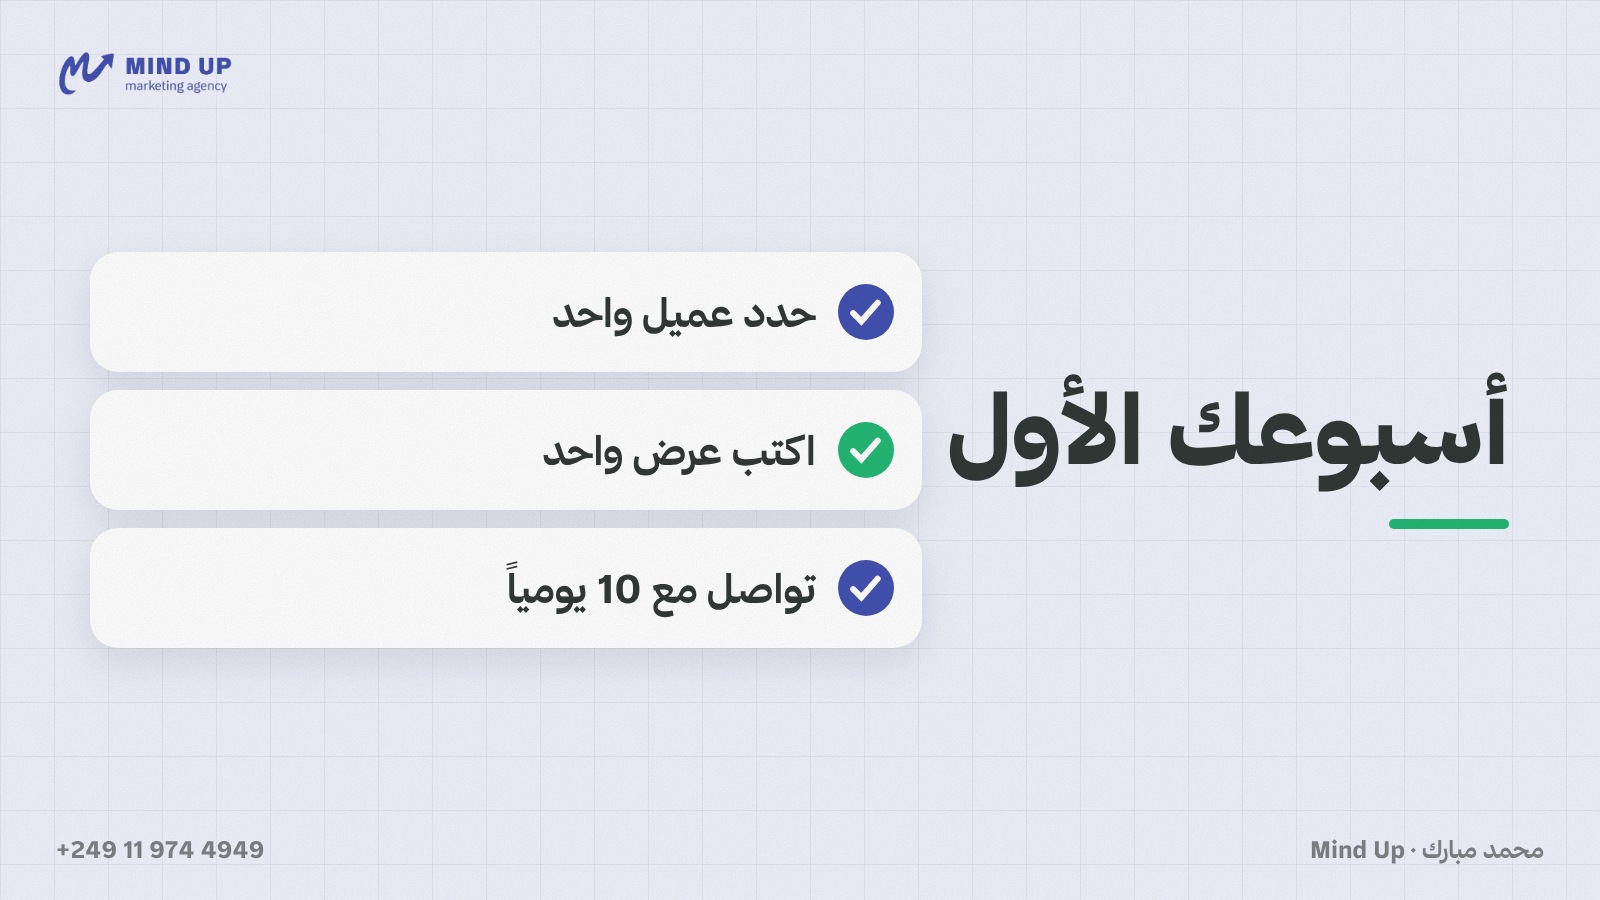 MIND UP
marketing agency
أسبوعك الأول
حدد عميل واحد
اكتب عرض واحد
تواصل مع 10 يومياً
محمد مبارك · Mind Up
+249 11 974 4949